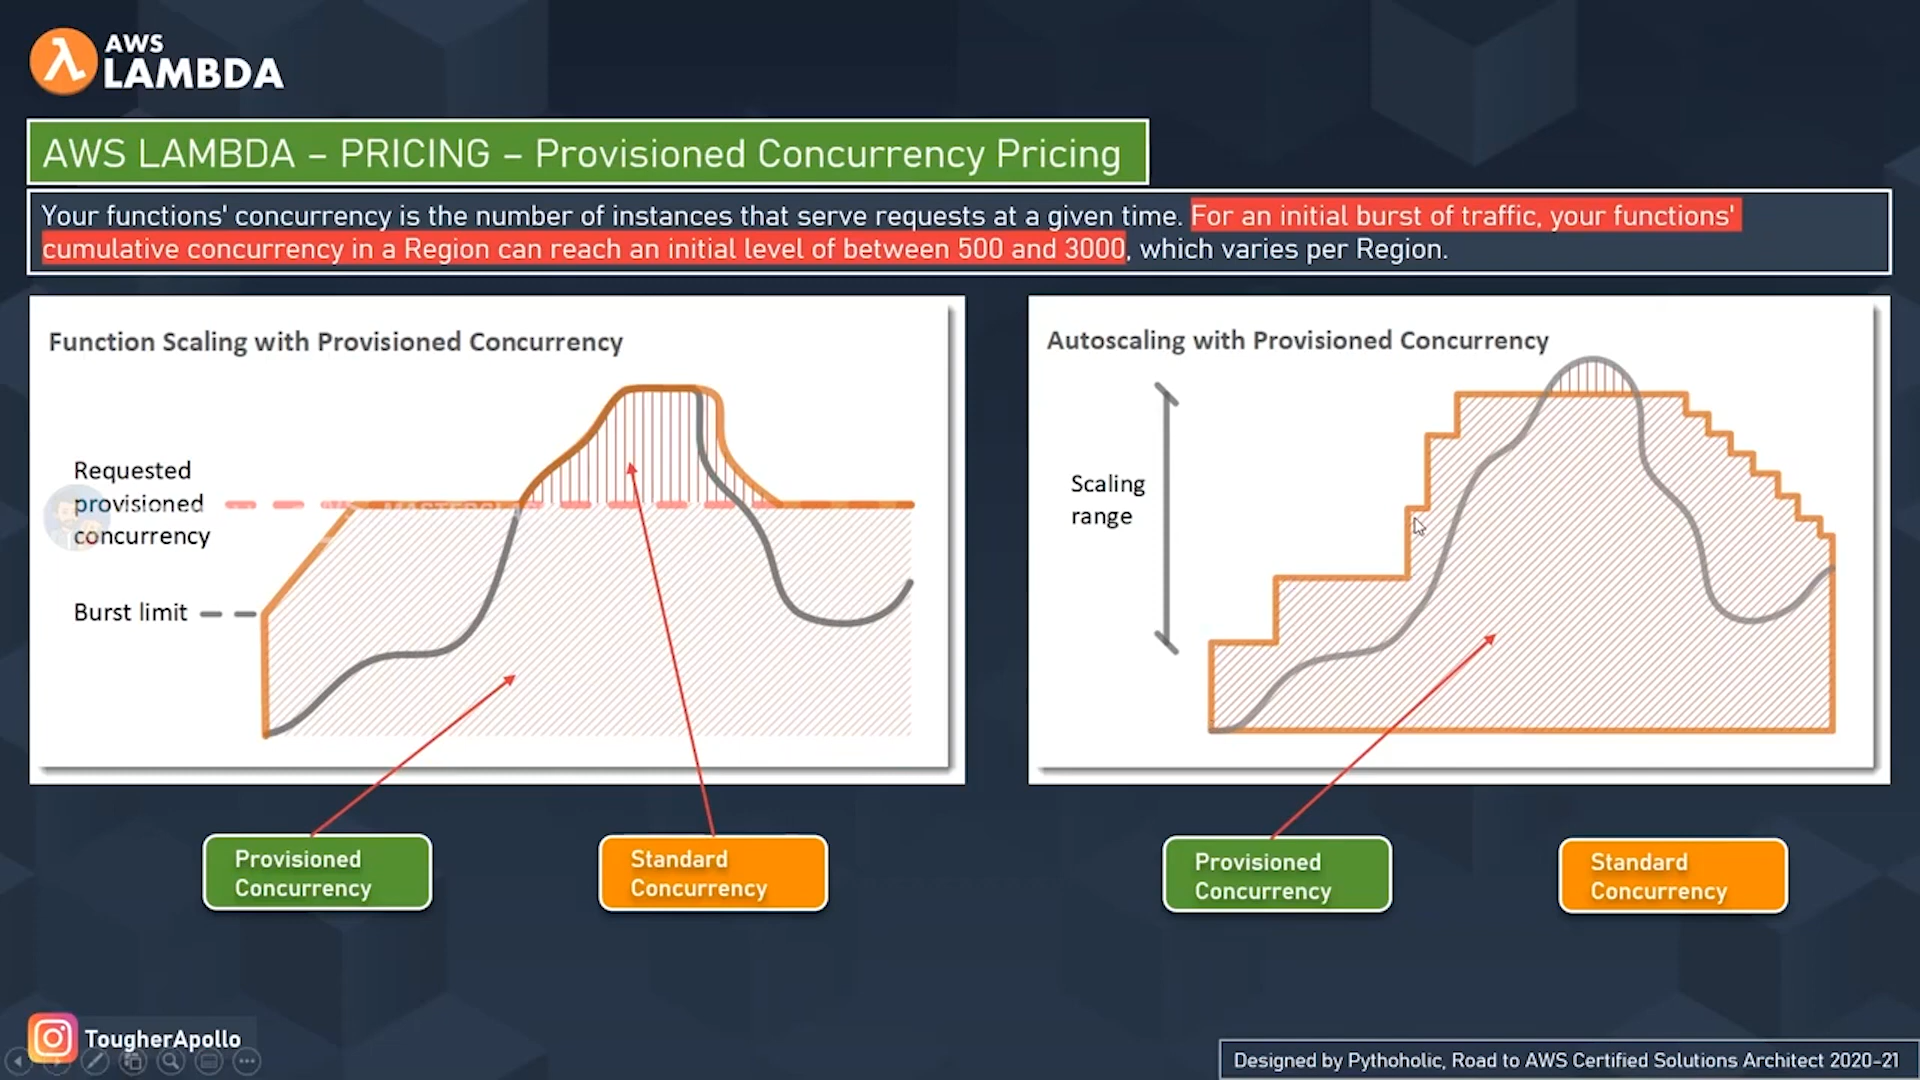 AWS
LAMBDA
AWS LAMBDA – PRICING – Provisioned Concurrency Pricing
Your functions' concurrency is the number of instances that serve requests at a given time. For an initial burst of traffic, your functions'
cumulative concurrency in a Region can reach an initial level of between 500 and 3000, which varies per Region.
Function Scaling with Provisioned Concurrency
Requested
provisioned
concurrency
Burst limit
Autoscaling with Provisioned Concurrency
Scaling
range
Provisioned
Concurrency
Standard
Concurrency
Provisioned
Concurrency
Standard
Concurrency
TougherApollo
Designed by Pythoholic, Road to AWS Certified Solutions Architect 2020-21